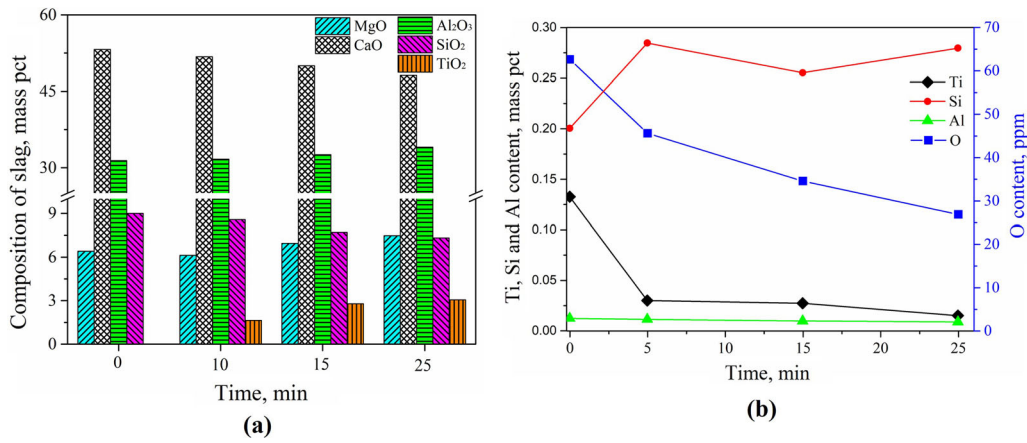 60
45
30
9
6
3
0
Composition of slag, mass pct
MgO
CaO
Al₂O₃
SiO₂
TiO₂
0
10
15
25
Time, min
(a)
0.30
0.25
0.20
0.15
0.10
0.05
0.00
Ti, Si and Al content, mass pct
Ti
Si
Al
O
70
60
50
40
30
20
10
0
O content, ppm
0
5
10
15
20
25
Time, min
(b)